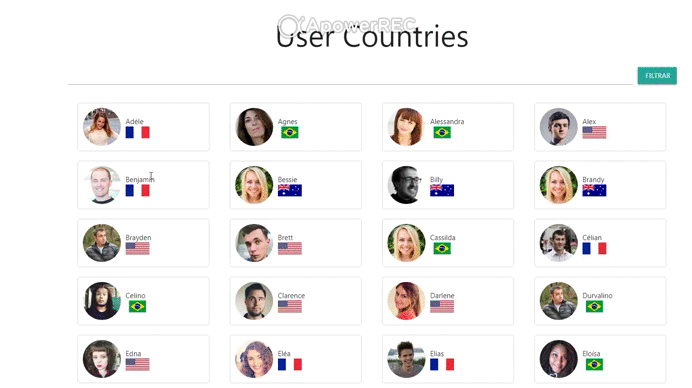 ApowerREC
User Countries
FILTRAR
Adéle
Agnes
Alessandra
Alex
Benjamin
Bessie
Billy
Brandy
Brayden
Brett
Cassilda
Célian
Celino
Clarence
Darlene
Durvalino
Edna
Eléa
Elias
Eloísa